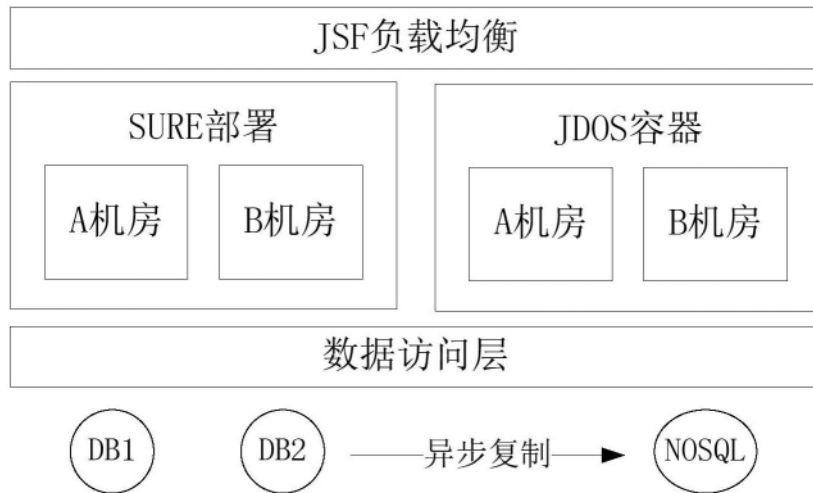 JSF负载均衡
SURE部署
JDOS容器
A机房
B机房
A机房
B机房
数据访问层
DB1
DB2
异步复制
NOSQL